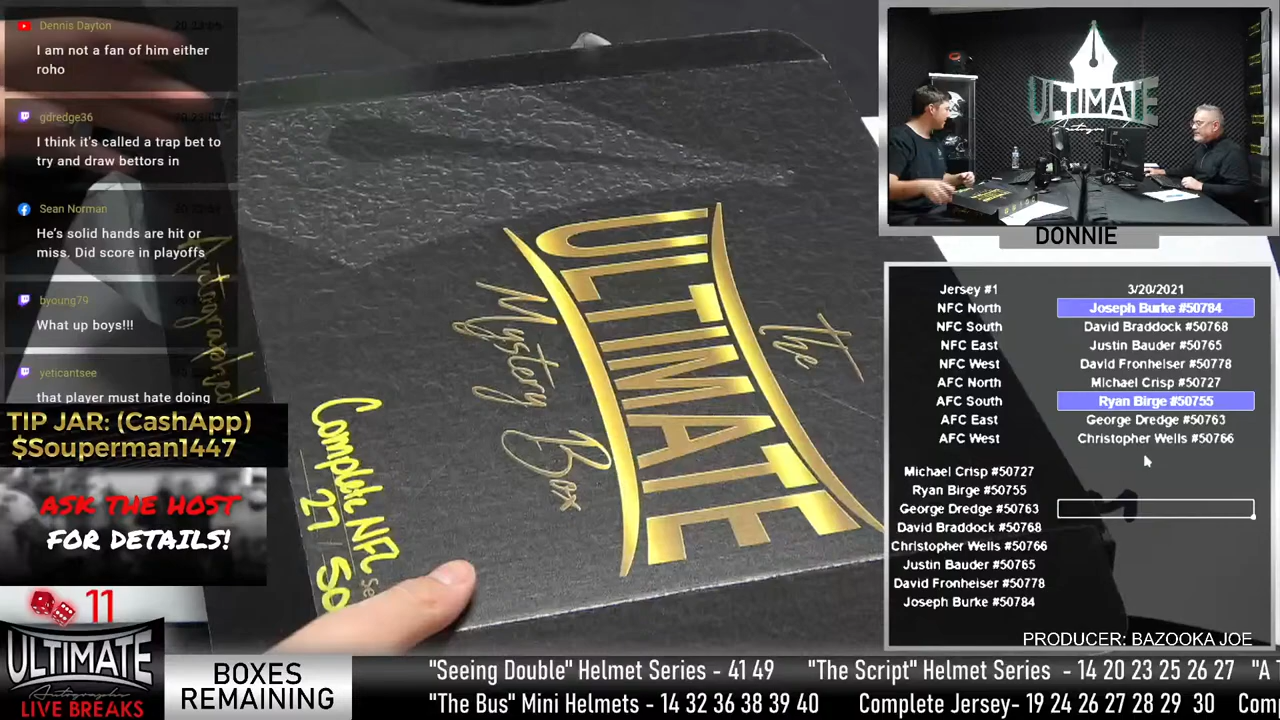 Dennis Dayton
I am not a fan of him either
roho
gdredge36
I think it's called a trap bet to
try and draw bettors in
Sean Norman
He's solid hands are hit or
miss. Did score in playoffs
byoung79
What up boys!!!
yeticantsee
that player must hate doing
TIP JAR: (CashApp)
$Souperman1447
ASK THE HOST
FOR DETAILS!
11
ULTIMATE
Autographs
LIVE BREAKS
BOXES
REMAINING
The
ULTIMATE
Mystery Box
Complete NFL
27 / 50
ULTIMATE
Autographs
DONNIE
Jersey #1 3/20/2021
NFC North Joseph Burke #50784
NFC South David Braddock #50768
NFC East Justin Bauder #50765
NFC West David Fronheiser #50778
AFC North Michael Crisp #50727
AFC South Ryan Birge #50755
AFC East George Dredge #50763
AFC West Christopher Wells #50766
Michael Crisp #50727
Ryan Birge #50755
George Dredge #50763
David Braddock #50768
Christopher Wells #50766
Justin Bauder #50765
David Fronheiser #50778
Joseph Burke #50784
PRODUCER: BAZOOKA JOE
"Seeing Double" Helmet Series - 41 49 "The Script" Helmet Series - 14 20 23 25 26 27 "A
"The Bus" Mini Helmets - 14 32 36 38 39 40 Complete Jersey- 19 24 26 27 28 29 30 Com